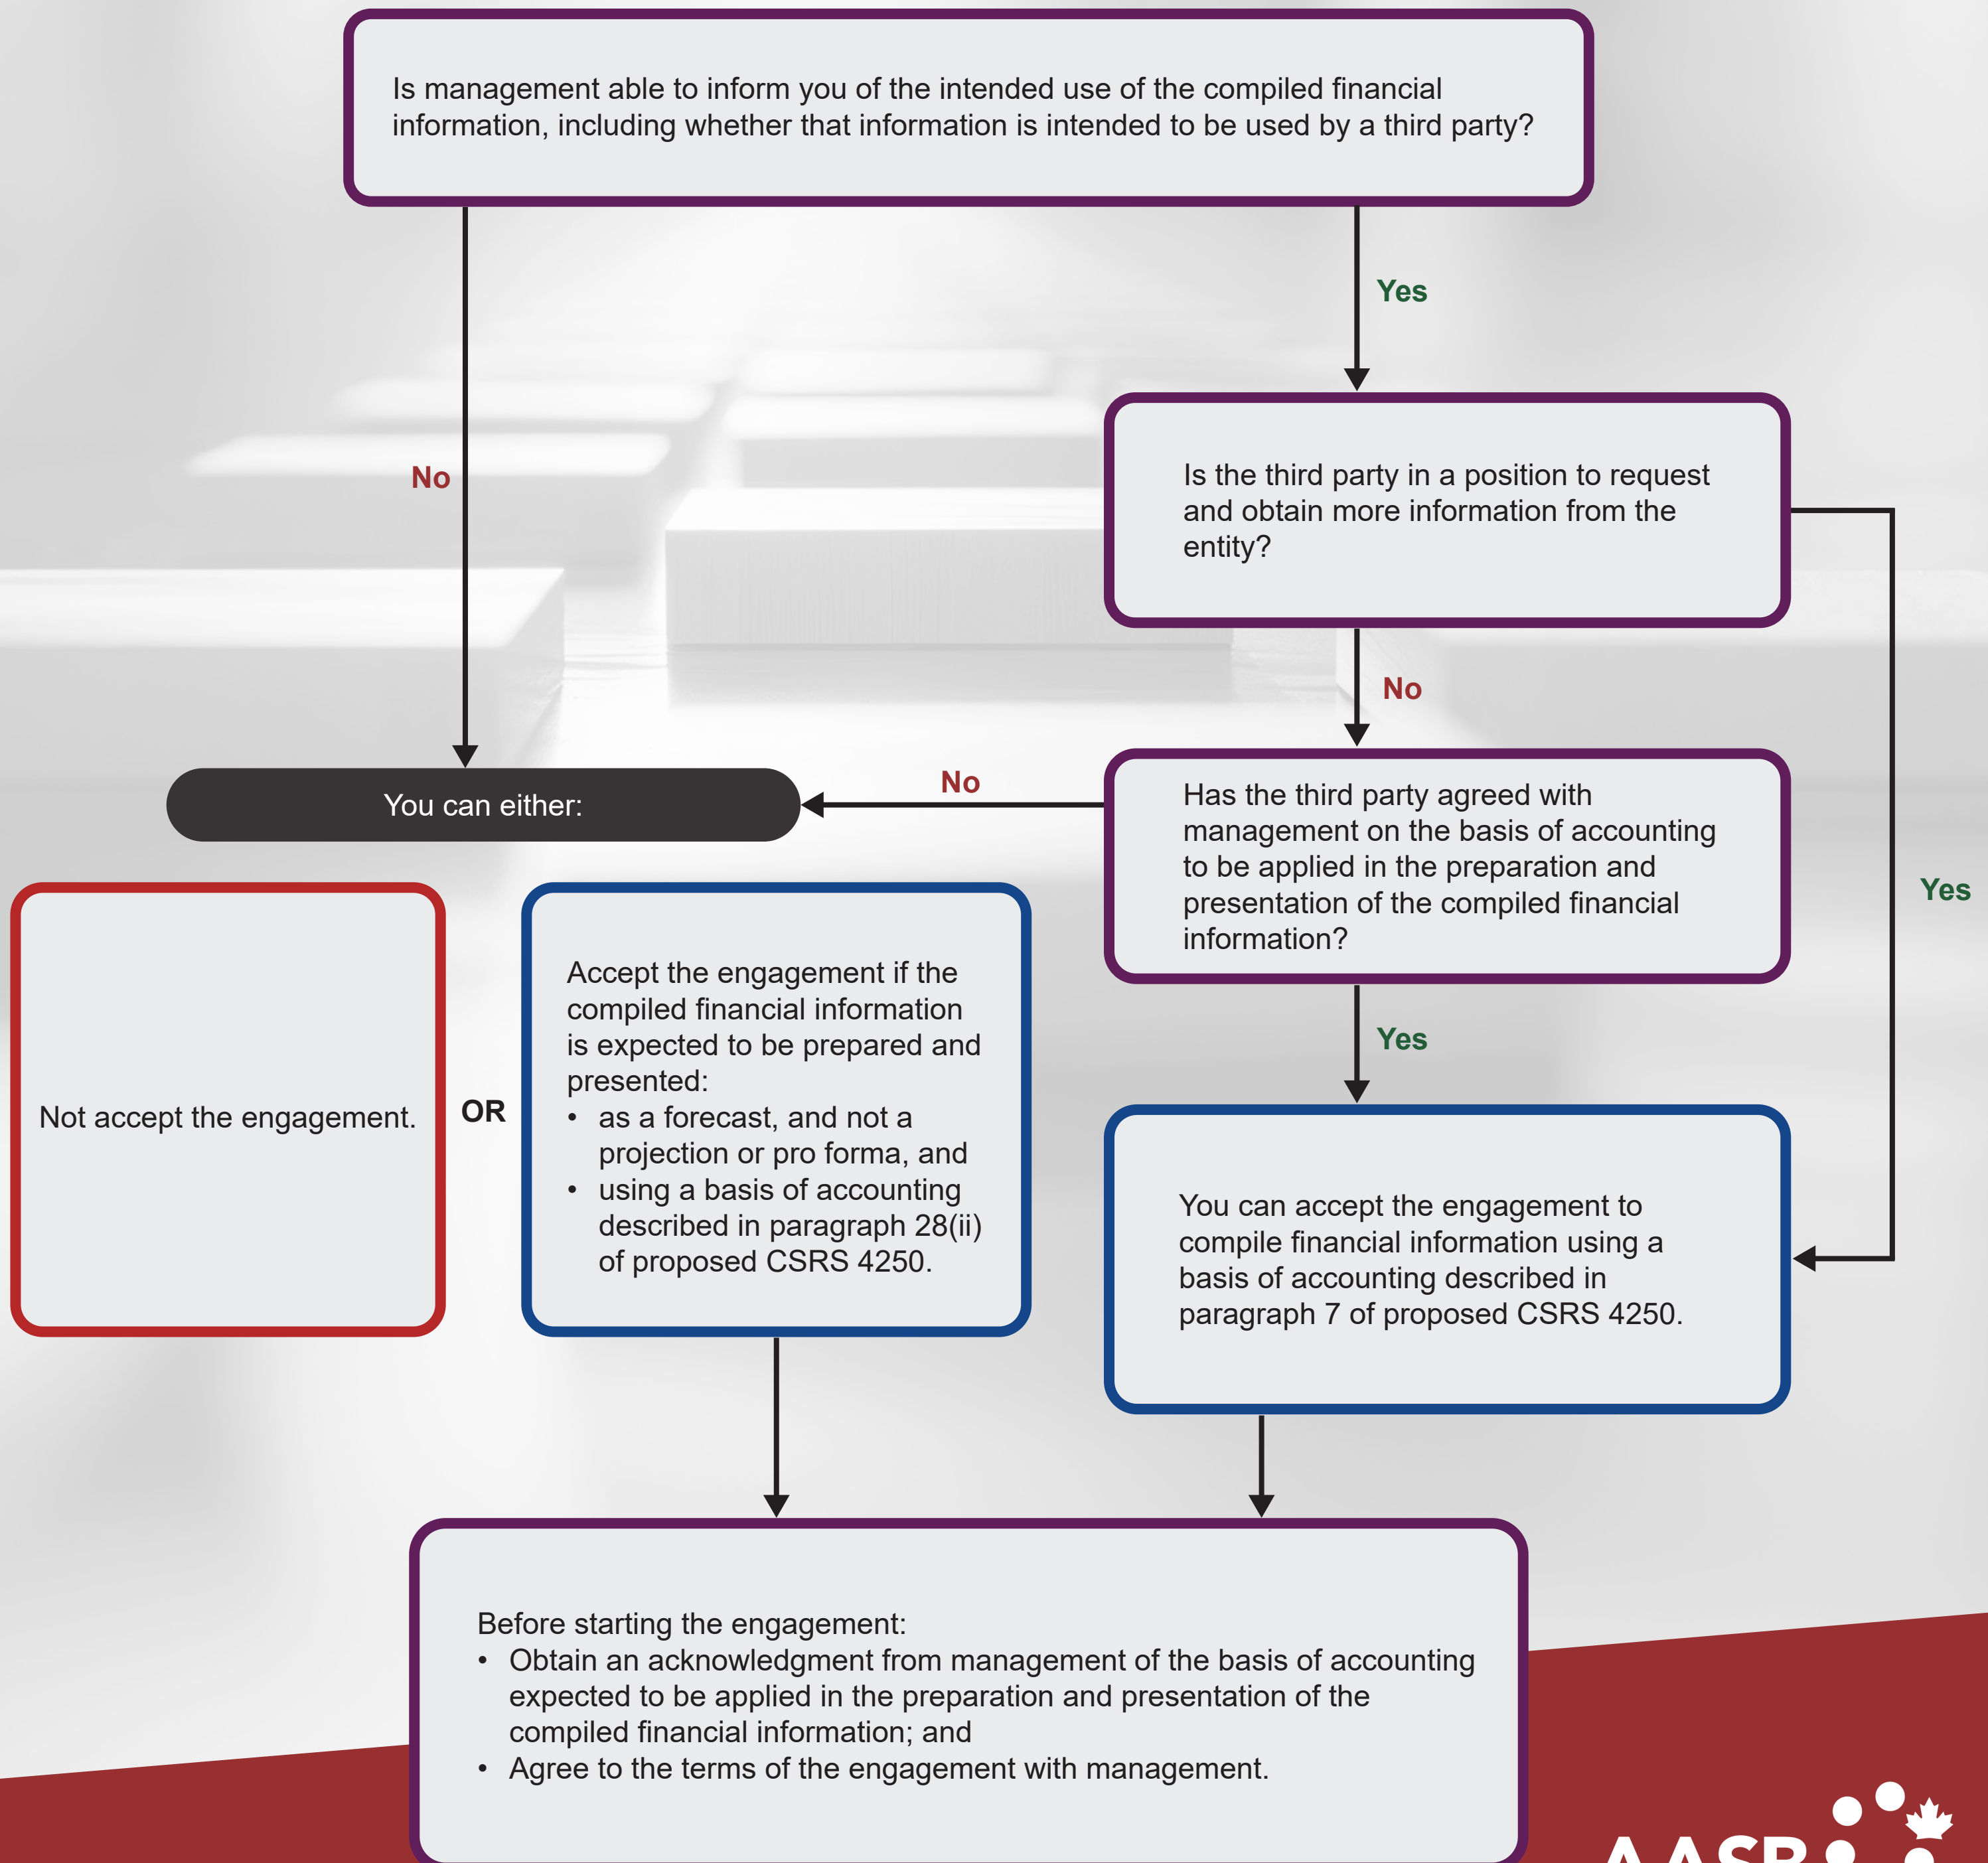 Is management able to inform you of the intended use of the compiled financial
information, including whether that information is intended to be used by a third party?
Yes
No
Is the third party in a position to request
and obtain more information from the
entity?
No
Yes
Has the third party agreed with
management on the basis of accounting
to be applied in the preparation and
presentation of the compiled financial
information?
No
You can either:
Not accept the engagement.
OR
Accept the engagement if the
compiled financial information
is expected to be prepared and
presented:
• as a forecast, and not a
projection or pro forma, and
• using a basis of accounting
described in paragraph 28(ii)
of proposed CSRS 4250.
Yes
You can accept the engagement to
compile financial information using a
basis of accounting described in
paragraph 7 of proposed CSRS 4250.
Before starting the engagement:
• Obtain an acknowledgment from management of the basis of accounting
expected to be applied in the preparation and presentation of the
compiled financial information; and
• Agree to the terms of the engagement with management.
AASB